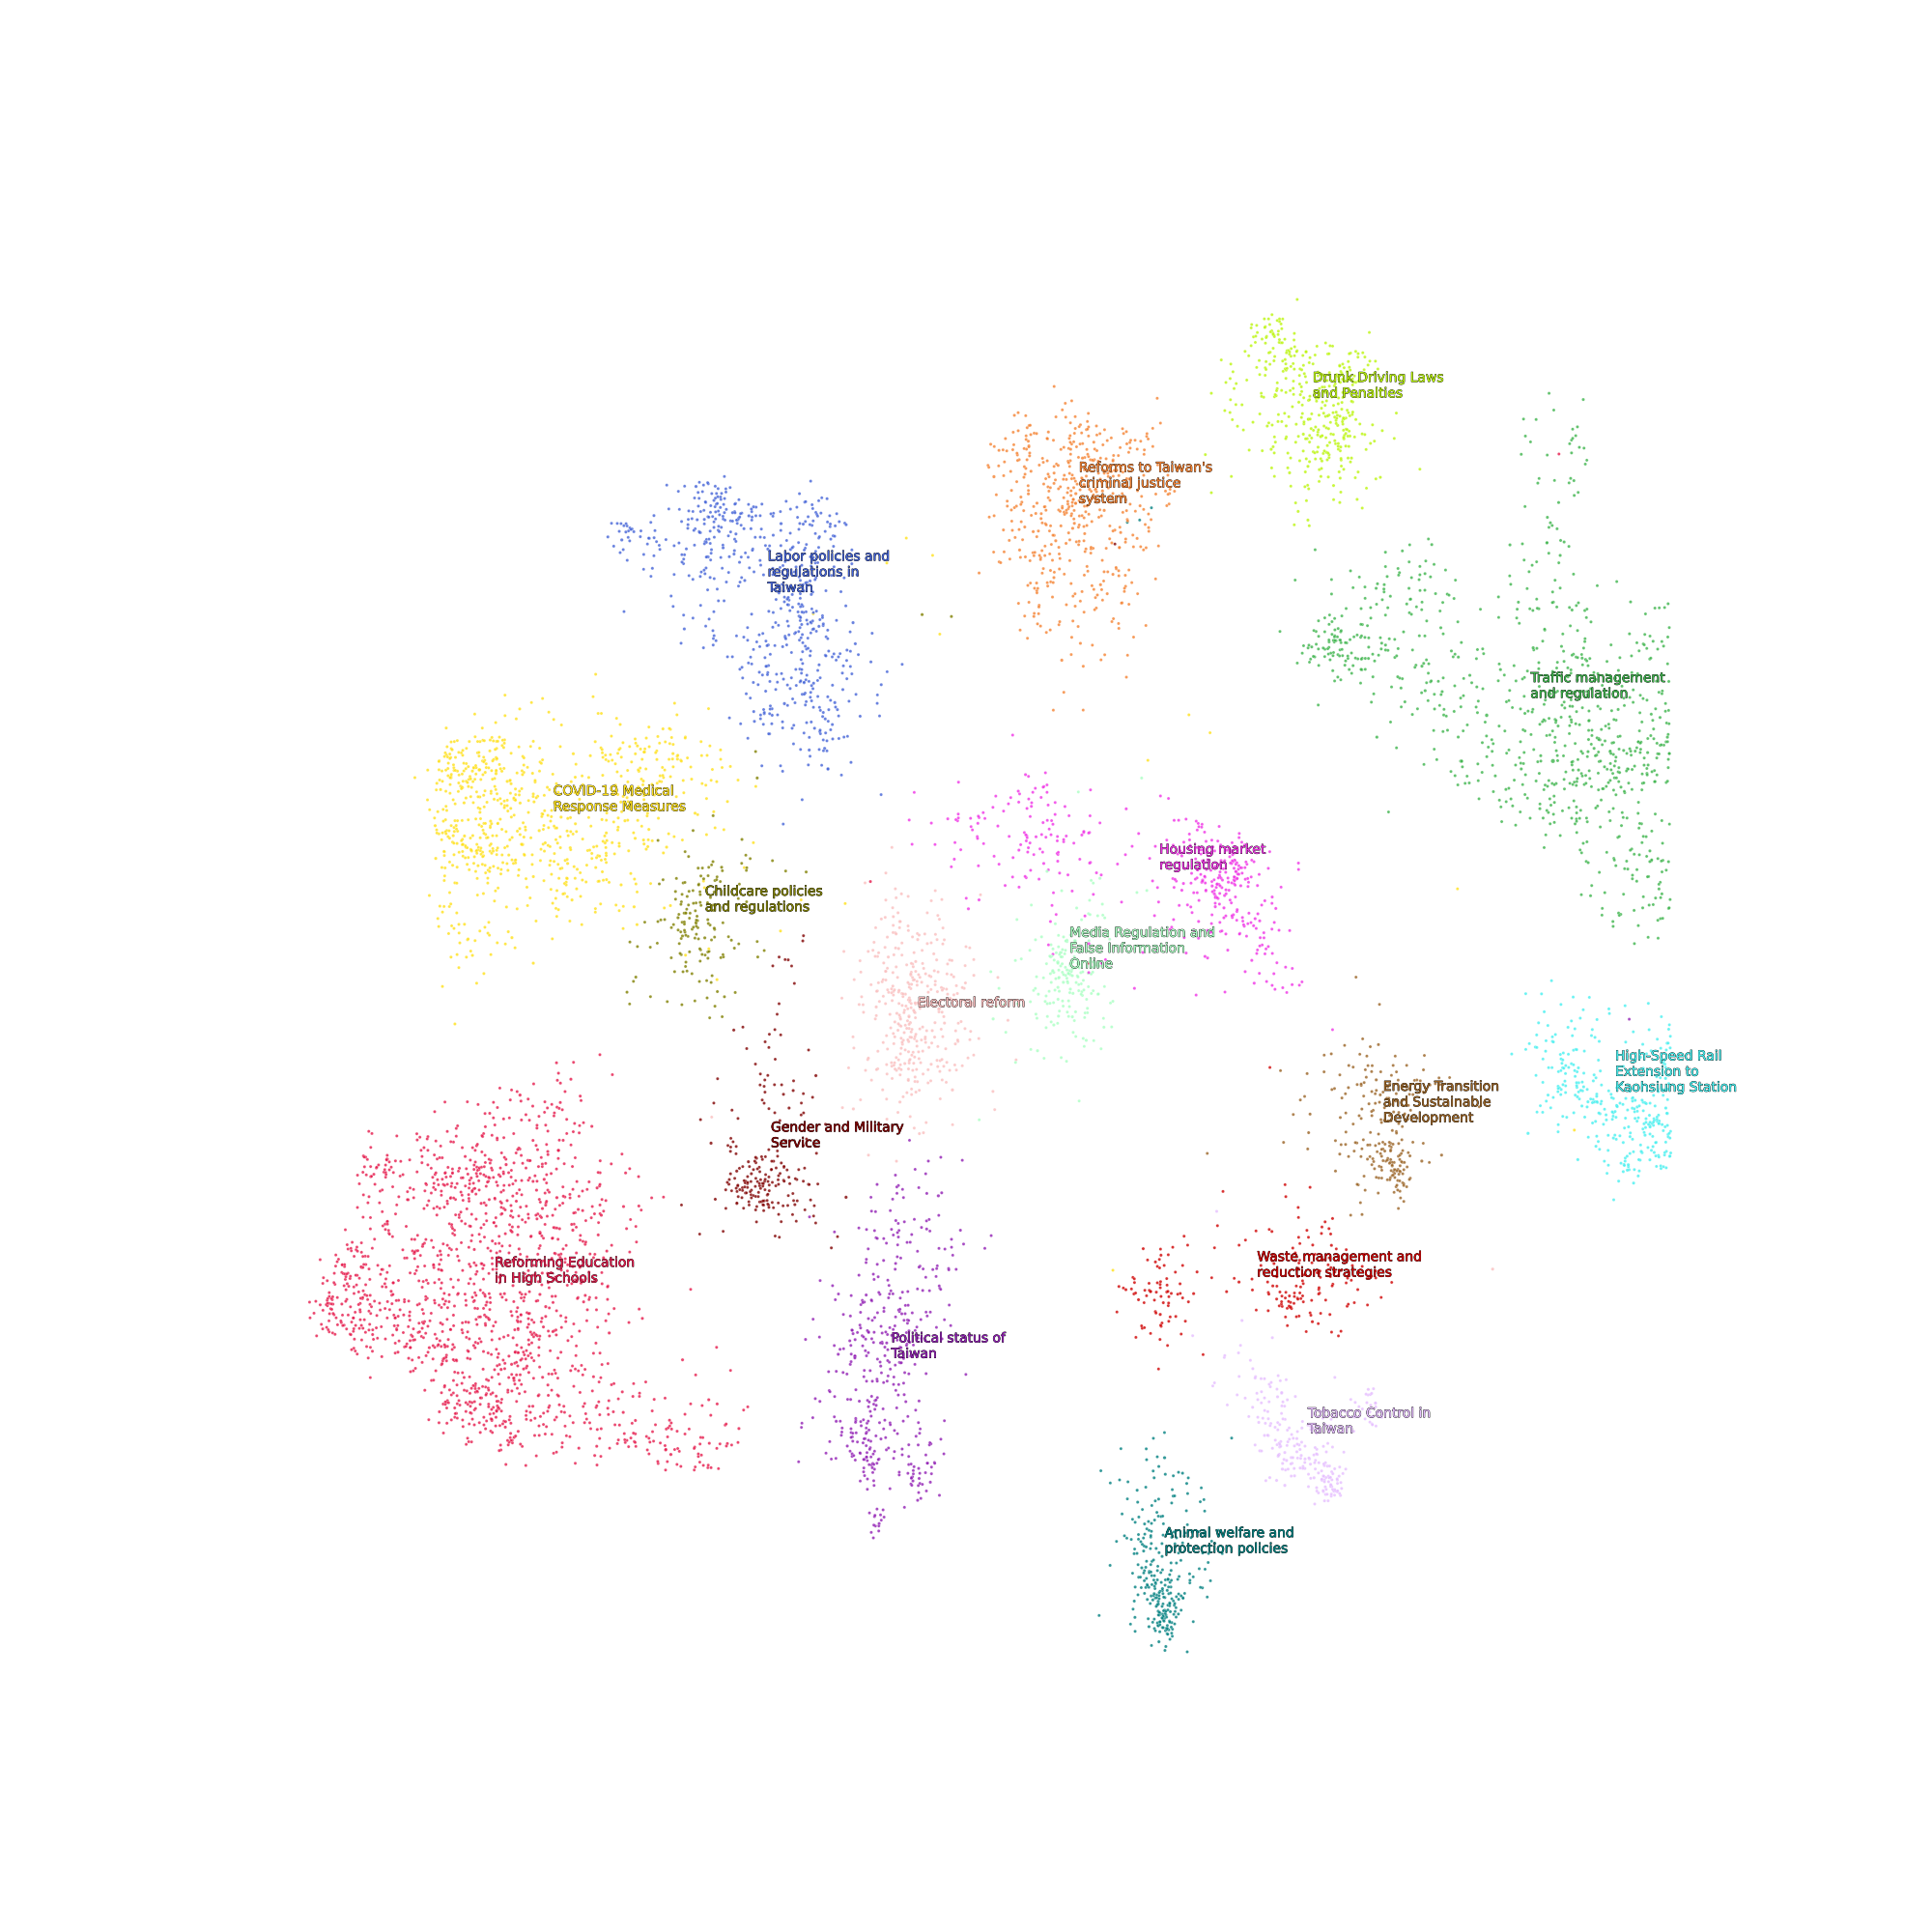 Drunk Driving Laws
and Penalties
Reforms to Taiwan's
criminal justice
system
Labor policies and
regulations in
Taiwan
Traffic management
and regulation
COVID-19 Medical
Response Measures
Housing market
regulation
Childcare policies
and regulations
Media Regulation and
False Information
Online
Electoral reform
High-Speed Rail
Extension to
Kaohsiung Station
Energy Transition
and Sustainable
Development
Gender and Military
Service
Waste management and
reduction strategies
Reforming Education
in High Schools
Political status of
Taiwan
Tobacco Control in
Taiwan
Animal welfare and
protection policies